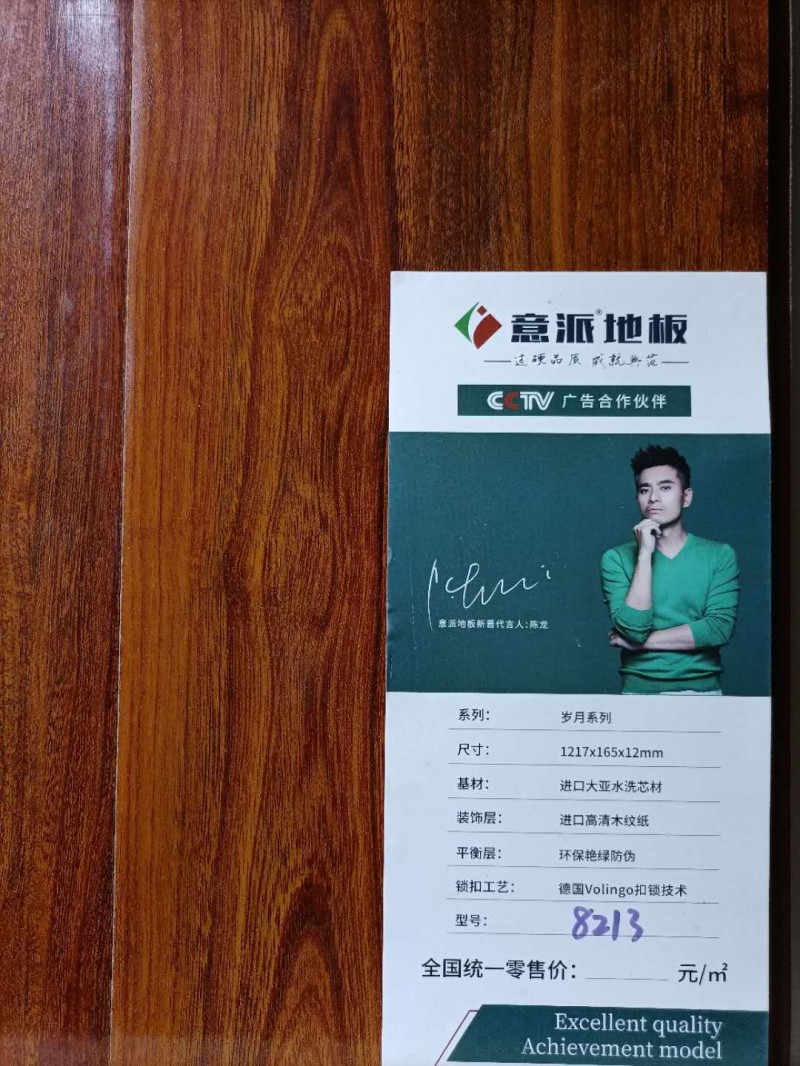 意派®地板
过硬品质 成就典范
CCTV 广告合作伙伴
意派地板新晋代言人:陈龙
系列: 岁月系列
尺寸: 1217x165x12mm
基材: 进口大亚水洗芯材
装饰层: 进口高清木纹纸
平衡层: 环保艳绿防伪
锁扣工艺: 德国Volingo扣锁技术
型号: 8213
全国统一零售价: 元/㎡
Excellent quality
Achievement model